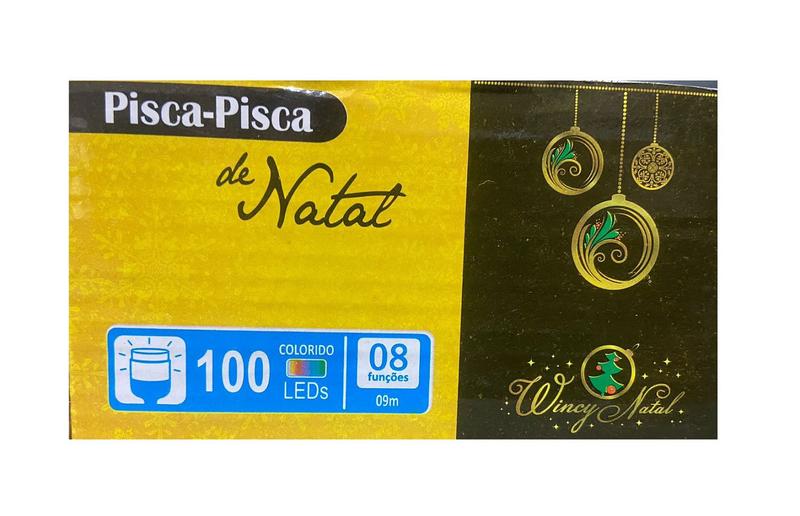 Pisca-Pisca
de Natal
100
COLORIDO
LEDs
08
funções
09m
Wincy Natal